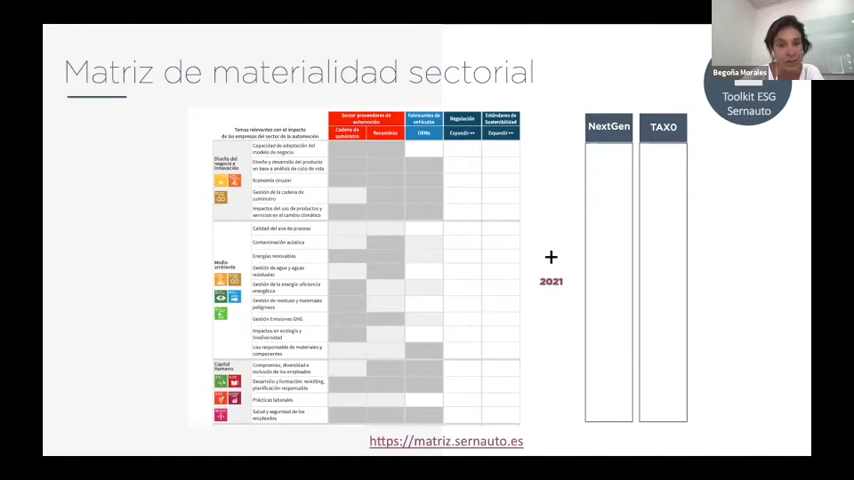 Matriz de materialidad sectorial
Begoña Morales
Toolkit ESG
Sernauto
Temas relevantes con el impacto
de las empresas del sector de la automoción
Sector proveedores de
automoción
Fabricantes de
vehículos
Regulación
Estándares de
Sostenibilidad
Cadena de
suministro
Recambios
OEMs
Expandir
Expandir
Diseño del
negocio e
Innovación
Capacidad de adaptación del
modelo de negocio
Diseño y desarrollo del producto
en base a análisis de ciclo de vida
Economía circular
Gestión de la cadena de
suministro
Impactos del uso de productos y
servicios en el cambio climático
Medio
ambiente
Calidad del aire de proceso
Contaminación acústica
Energías renovables
Gestión de agua y aguas
residuales
Gestión de la energía: eficiencia
energética
Gestión de residuos y materiales
peligrosos
Gestión Emisiones GHG
Impactos en ecología y
biodiversidad
Uso responsable de materiales y
componentes
Capital
Humano
Compromiso, diversidad e
inclusión de los empleados
Desarrollo y formación: reskilling,
planificación responsable
Prácticas laborales
Salud y seguridad de los
empleados
+
2021
NextGen
TAX0
https://matriz.sernauto.es